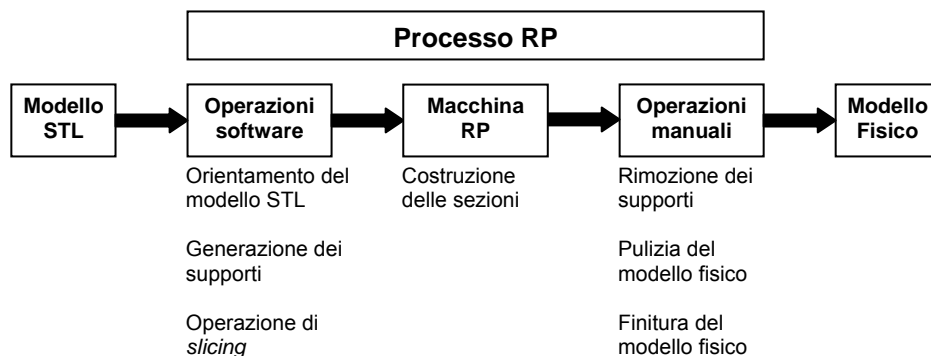 Processo RP
Modello
STL
Operazioni
software
Macchina
RP
Operazioni
manuali
Modello
Fisico
Orientamento del
modello STL
Generazione dei
supporti
Operazione di
slicing
Costruzione
delle sezioni
Rimozione dei
supporti
Pulizia del
modello fisico
Finitura del
modello fisico